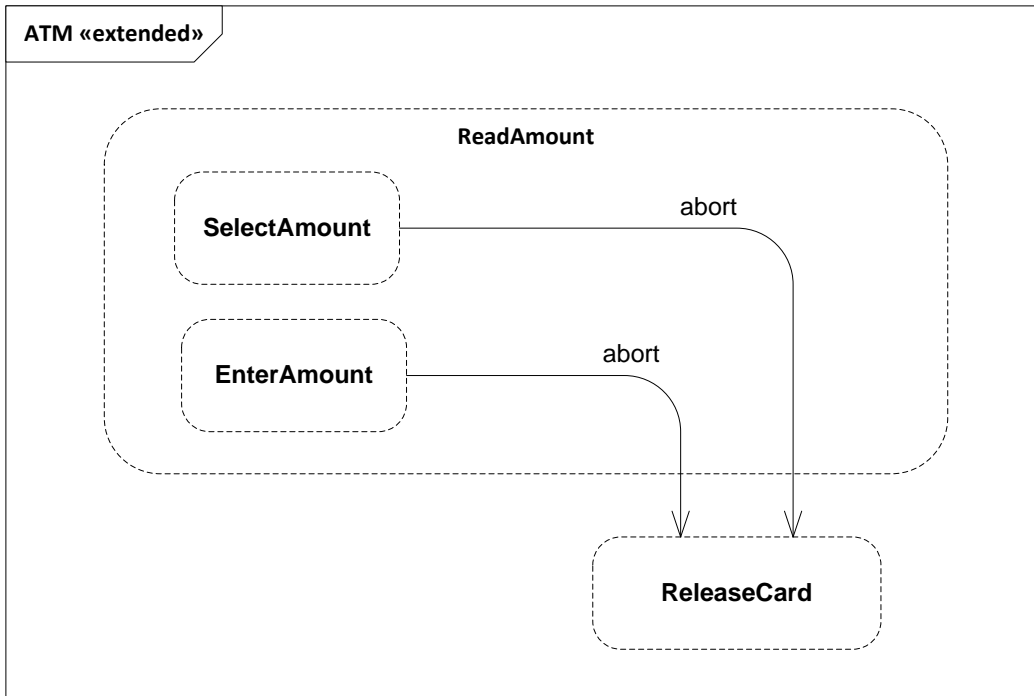 ATM «extended»
ReadAmount
SelectAmount
abort
EnterAmount
abort
ReleaseCard